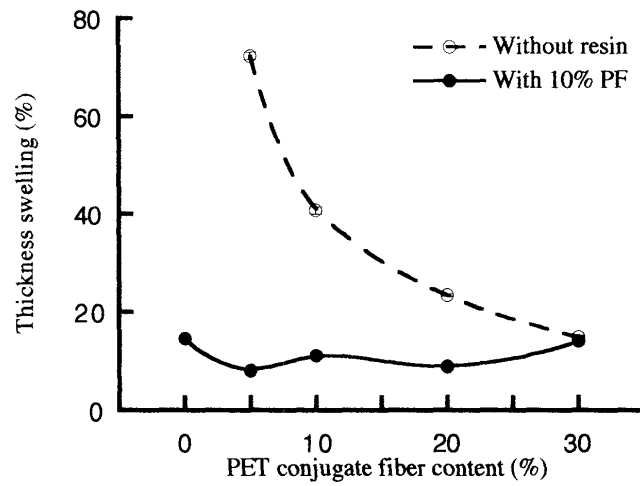 80
60
40
20
0
Thickness swelling (%)
Without resin
With 10% PF
0 10 20 30
PET conjugate fiber content (%)